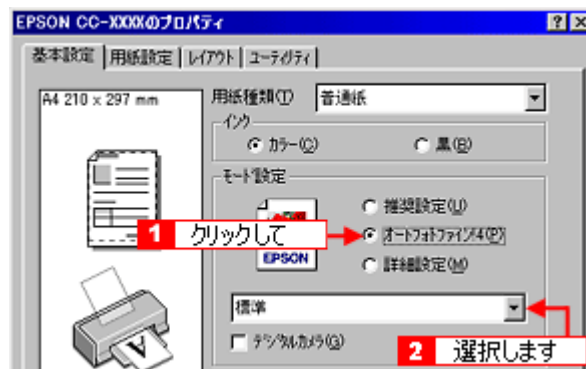 EPSON CC-XXXXのプロパティ
基本設定 用紙設定 レイアウト ユーティリティ
A4 210 x 297 mm
用紙種類(T) 普通紙
インク
カラー(C) 黒(B)
モード設定
推奨設定(U)
1 クリックして
オートフォトファイン!4(P)
EPSON
詳細設定(M)
標準
デジタルカメラ(G)
2 選択します